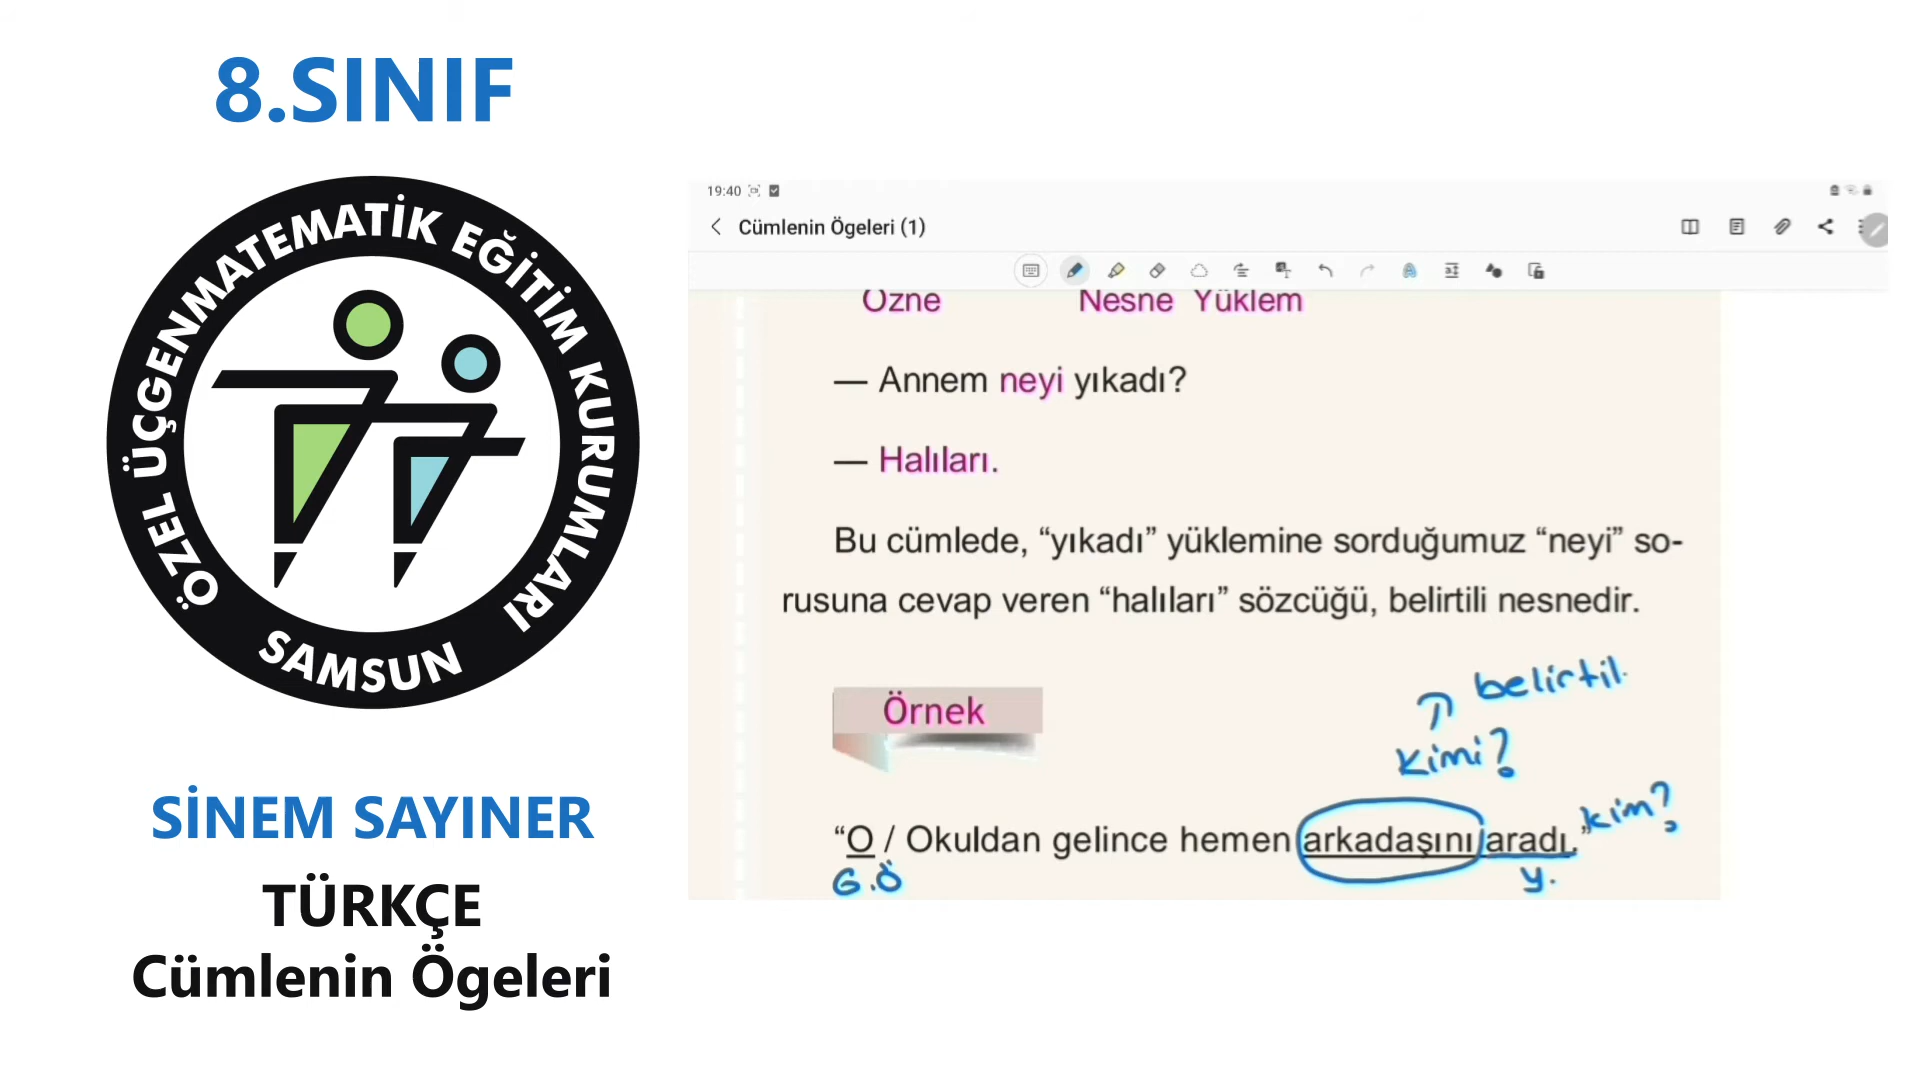 8.SINIF
ÖZEL ÜÇGENMATEMATİK EĞİTİM KURUMLARI
SAMSUN
SİNEM SAYINER
TÜRKÇE
Cümlenin Ögeleri
19:40
Cümlenin Ögeleri (1)
Özne Nesne Yüklem
— Annem neyi yıkadı?
— Halıları.
Bu cümlede, “yıkadı” yüklemine sorduğumuz “neyi” so-
rusuna cevap veren “halıları” sözcüğü, belirtili nesnedir.
belirtil.
Örnek
kimi?
kim?
“O / Okuldan gelince hemen arkadaşını aradı.”
G.Ö
y.